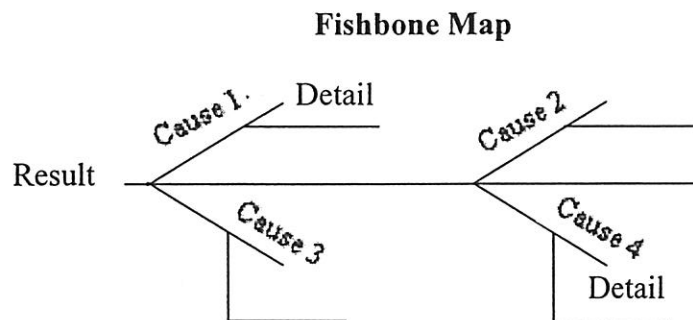 Fishbone Map
Cause 1.
Detail
Cause 2
Result
Cause 3
Cause 4
Detail